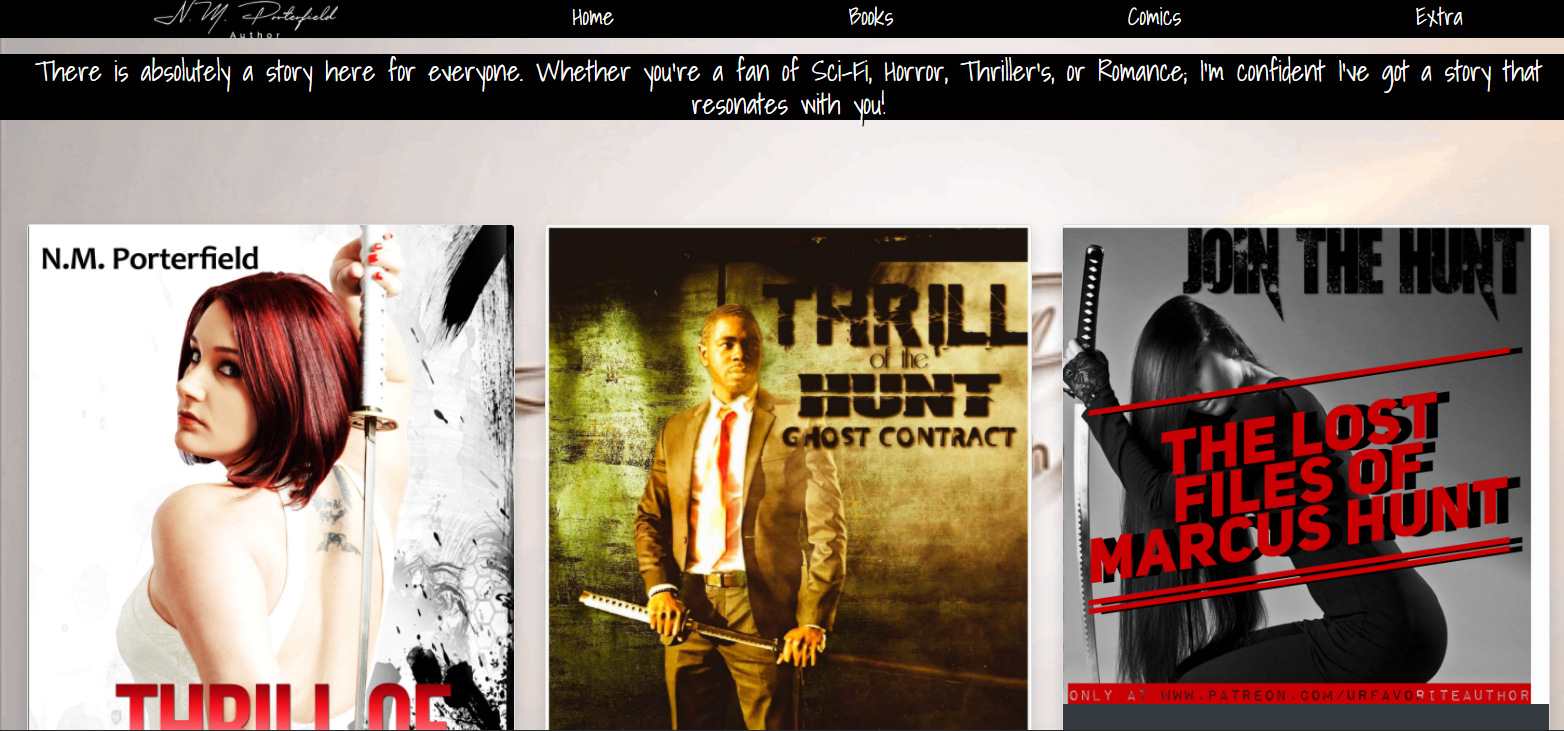 N.M. Porterfield
Author
Home Books Comics Extra
There is absolutely a story here for everyone. Whether you're a fan of Sci-Fi, Horror, Thriller's, or Romance; I'm confident I've got a story that
resonates with you!
N.M. Porterfield
THRILL OF
THRILL
of the
HUNT
GHOST CONTRACT
JOIN THE HUNT
THE LOST
FILES OF
MARCUS HUNT
ONLY AT WWW.PATREON.COM/URFAVORITEAUTHOR